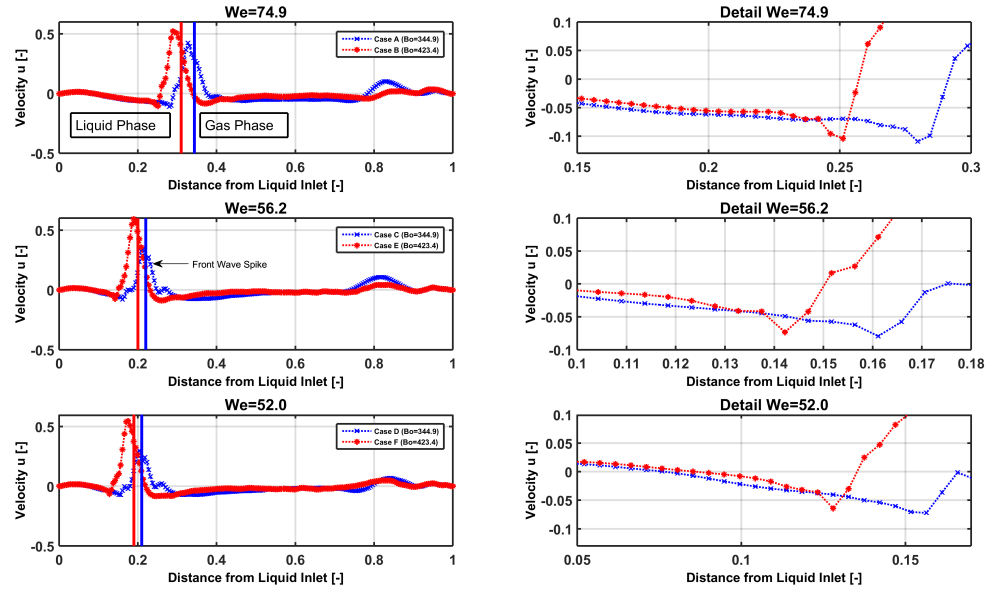 We=74.9
Velocity u [-]
0.5
0
-0.5
Case A (Bo=344.9)
Case B (Bo=423.4)
Liquid Phase
Gas Phase
0 0.2 0.4 0.6 0.8 1
Distance from Liquid Inlet [-]
Detail We=74.9
Velocity u [-]
0.1
0.05
0
-0.05
-0.1
0.15 0.2 0.25 0.3
Distance from Liquid Inlet [-]
We=56.2
Velocity u [-]
0.5
0
-0.5
Case C (Bo=344.9)
Case E (Bo=423.4)
Front Wave Spike
0 0.2 0.4 0.6 0.8 1
Distance from Liquid Inlet [-]
Detail We=56.2
Velocity u [-]
0.1
0.05
0
-0.05
-0.1
0.1 0.11 0.12 0.13 0.14 0.15 0.16 0.17 0.18
Distance from Liquid Inlet [-]
We=52.0
Velocity u [-]
0.5
0
-0.5
Case D (Bo=344.9)
Case F (Bo=423.4)
0 0.2 0.4 0.6 0.8 1
Distance from Liquid Inlet [-]
Detail We=52.0
Velocity u [-]
0.1
0.05
0
-0.05
-0.1
0.05 0.1 0.15
Distance from Liquid Inlet [-]